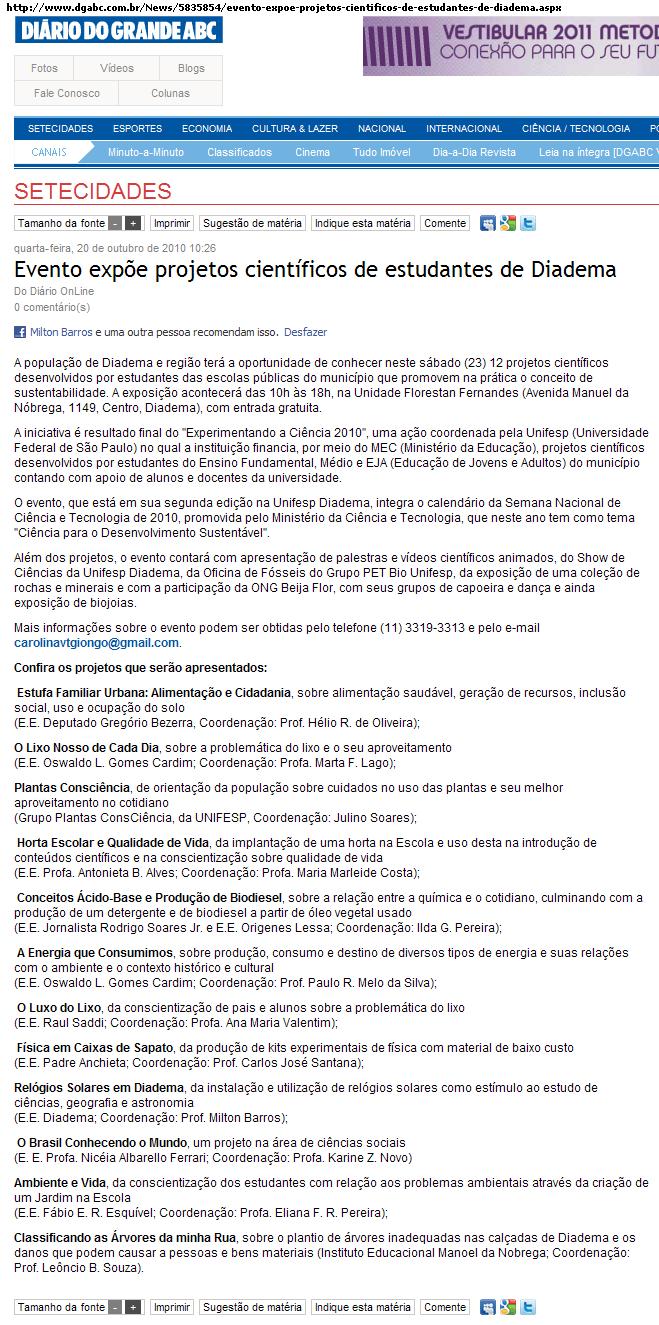 http://www.dgabc.com.br/News/5835854/evento-expoe-projetos-cientificos-de-estudantes-de-diadema.aspx
DIÁRIO DO GRANDE ABC
VESTIBULAR 2011 METOD
CONEXÃO PARA O SEU FUT
Fotos Vídeos Blogs
Fale Conosco Colunas
SETECIDADES ESPORTES ECONOMIA CULTURA & LAZER NACIONAL INTERNACIONAL CIÊNCIA / TECNOLOGIA PO
CANAIS Minuto-a-Minuto Classificados Cinema Tudo Imóvel Dia-a-Dia Revista Leia na íntegra [DGABC V
SETECIDADES
Tamanho da fonte - + Imprimir Sugestão de matéria Indique esta matéria Comente
quarta-feira, 20 de outubro de 2010 10:26
Evento expõe projetos científicos de estudantes de Diadema
Do Diário OnLine
0 comentário(s)
Milton Barros e uma outra pessoa recomendam isso. Desfazer
A população de Diadema e região terá a oportunidade de conhecer neste sábado (23) 12 projetos científicos
desenvolvidos por estudantes das escolas públicas do município que promovem na prática o conceito de
sustentabilidade. A exposição acontecerá das 10h às 18h, na Unidade Florestan Fernandes (Avenida Manuel da
Nóbrega, 1149, Centro, Diadema), com entrada gratuita.
A iniciativa é resultado final do "Experimentando a Ciência 2010", uma ação coordenada pela Unifesp (Universidade
Federal de São Paulo) no qual a instituição financia, por meio do MEC (Ministério da Educação), projetos científicos
desenvolvidos por estudantes do Ensino Fundamental, Médio e EJA (Educação de Jovens e Adultos) do município
contando com apoio de alunos e docentes da universidade.
O evento, que está em sua segunda edição na Unifesp Diadema, integra o calendário da Semana Nacional de
Ciência e Tecnologia de 2010, promovida pelo Ministério da Ciência e Tecnologia, que neste ano tem como tema
"Ciência para o Desenvolvimento Sustentável".
Além dos projetos, o evento contará com apresentação de palestras e vídeos científicos animados, do Show de
Ciências da Unifesp Diadema, da Oficina de Fósseis do Grupo PET Bio Unifesp, da exposição de uma coleção de
rochas e minerais e com a participação da ONG Beija Flor, com seus grupos de capoeira e dança e ainda
exposição de biojoias.
Mais informações sobre o evento podem ser obtidas pelo telefone (11) 3319-3313 e pelo e-mail
carolinavtgiongo@gmail.com.
Confira os projetos que serão apresentados:
Estufa Familiar Urbana: Alimentação e Cidadania, sobre alimentação saudável, geração de recursos, inclusão
social, uso e ocupação do solo
(E.E. Deputado Gregório Bezerra, Coordenação: Prof. Hélio R. de Oliveira);
O Lixo Nosso de Cada Dia, sobre a problemática do lixo e o seu aproveitamento
(E.E. Oswaldo L. Gomes Cardim; Coordenação: Profa. Marta F. Lago);
Plantas Consciência, de orientação da população sobre cuidados no uso das plantas e seu melhor
aproveitamento no cotidiano
(Grupo Plantas ConsCiência, da UNIFESP, Coordenação: Julino Soares);
Horta Escolar e Qualidade de Vida, da implantação de uma horta na Escola e uso desta na introdução de
conteúdos científicos e na conscientização sobre qualidade de vida
(E.E. Profa. Antonieta B. Alves; Coordenação: Profa. Maria Marleide Costa);
Conceitos Ácido-Base e Produção de Biodiesel, sobre a relação entre a química e o cotidiano, culminando com a
produção de um detergente e de biodiesel a partir de óleo vegetal usado
(E.E. Jornalista Rodrigo Soares Jr. e E.E. Origenes Lessa; Coordenação: Ilda G. Pereira);
A Energia que Consumimos, sobre produção, consumo e destino de diversos tipos de energia e suas relações
com o ambiente e o contexto histórico e cultural
(E.E. Oswaldo L. Gomes Cardim; Coordenação: Prof. Paulo R. Melo da Silva);
O Luxo do Lixo, da conscientização de pais e alunos sobre a problemática do lixo
(E.E. Raul Saddi; Coordenação: Profa. Ana Maria Valentim);
Física em Caixas de Sapato, da produção de kits experimentais de física com material de baixo custo
(E.E. Padre Anchieta; Coordenação: Prof. Carlos José Santana);
Relógios Solares em Diadema, da instalação e utilização de relógios solares como estímulo ao estudo de
ciências, geografia e astronomia
(E.E. Diadema; Coordenação: Prof. Milton Barros);
O Brasil Conhecendo o Mundo, um projeto na área de ciências sociais
(E. E. Profa. Nicéia Albarello Ferrari; Coordenação: Profa. Karine Z. Novo)
Ambiente e Vida, da conscientização dos estudantes com relação aos problemas ambientais através da criação de
um Jardim na Escola
(E.E. Fábio E. R. Esquível; Coordenação: Profa. Eliana F. R. Pereira);
Classificando as Árvores da minha Rua, sobre o plantio de árvores inadequadas nas calçadas de Diadema e os
danos que podem causar a pessoas e bens materiais (Instituto Educacional Manoel da Nobrega; Coordenação:
Prof. Leôncio B. Souza).
Tamanho da fonte - + Imprimir Sugestão de matéria Indique esta matéria Comente